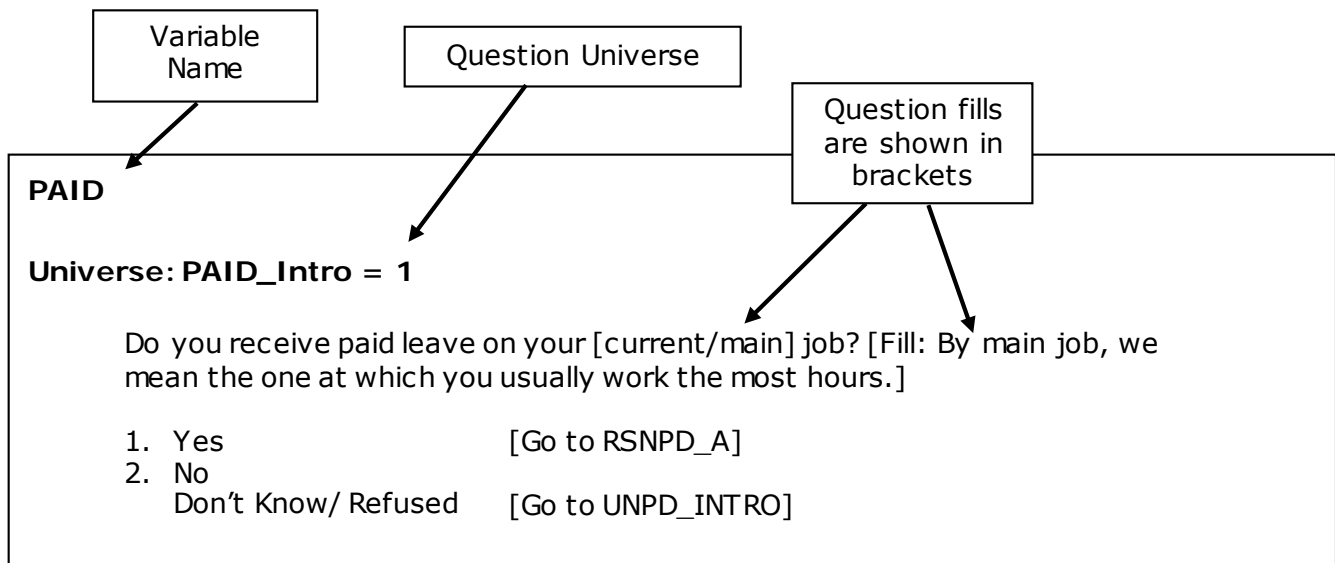 Variable
Name
Question Universe
Question fills
are shown in
brackets
PAID
Universe: PAID_Intro = 1
Do you receive paid leave on your [current/main] job? [Fill: By main job, we
mean the one at which you usually work the most hours.]
1. Yes [Go to RSNPD_A]
2. No
Don't Know/ Refused [Go to UNPD_INTRO]